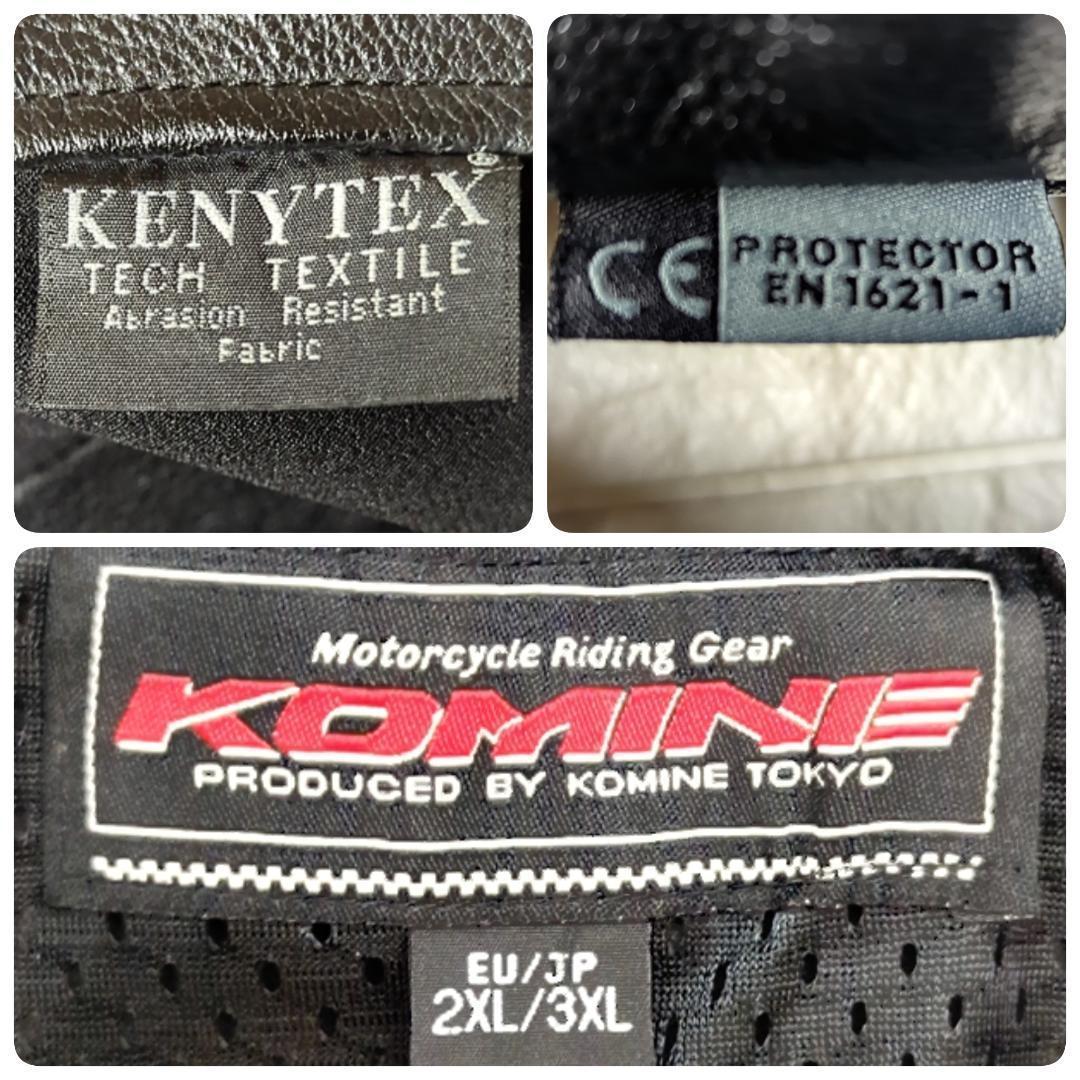 KENYTEX®
TECH TEXTILE
Abrasion Resistant
Fabric
CE PROTECTOR
EN 1621-1
Motorcycle Riding Gear
KOMINE
PRODUCED BY KOMINE TOKYO
EU/JP
2XL/3XL